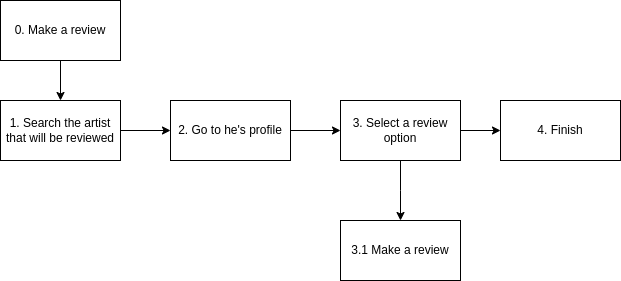 0. Make a review
1. Search the artist
that will be reviewed
2. Go to he's profile
3. Select a review
option
4. Finish
3.1 Make a review